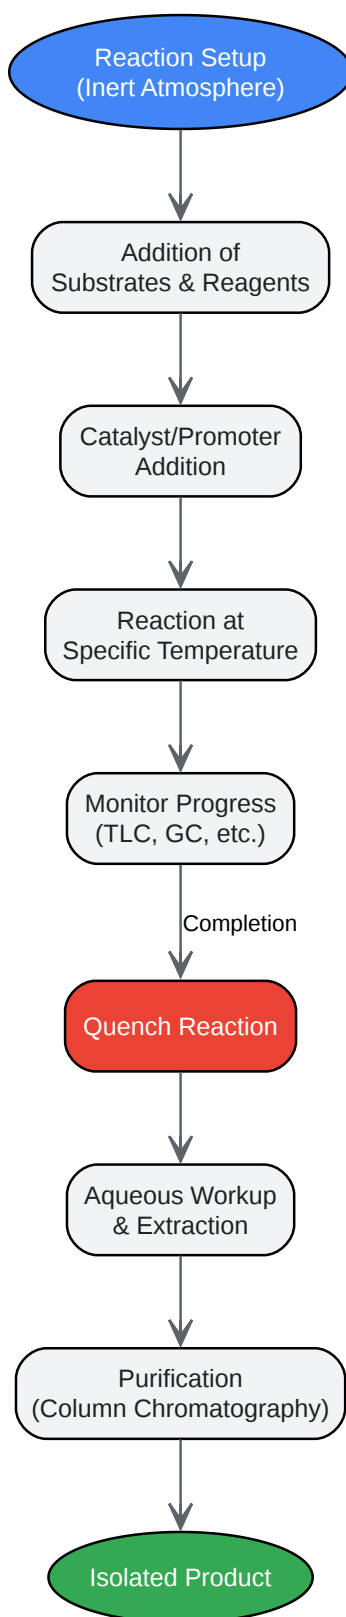 Reaction Setup
(Inert Atmosphere)
Addition of
Substrates & Reagents
Catalyst/Promoter
Addition
Reaction at
Specific Temperature
Monitor Progress
(TLC, GC, etc.)
Completion
Quench Reaction
Aqueous Workup
& Extraction
Purification
(Column Chromatography)
Isolated Product